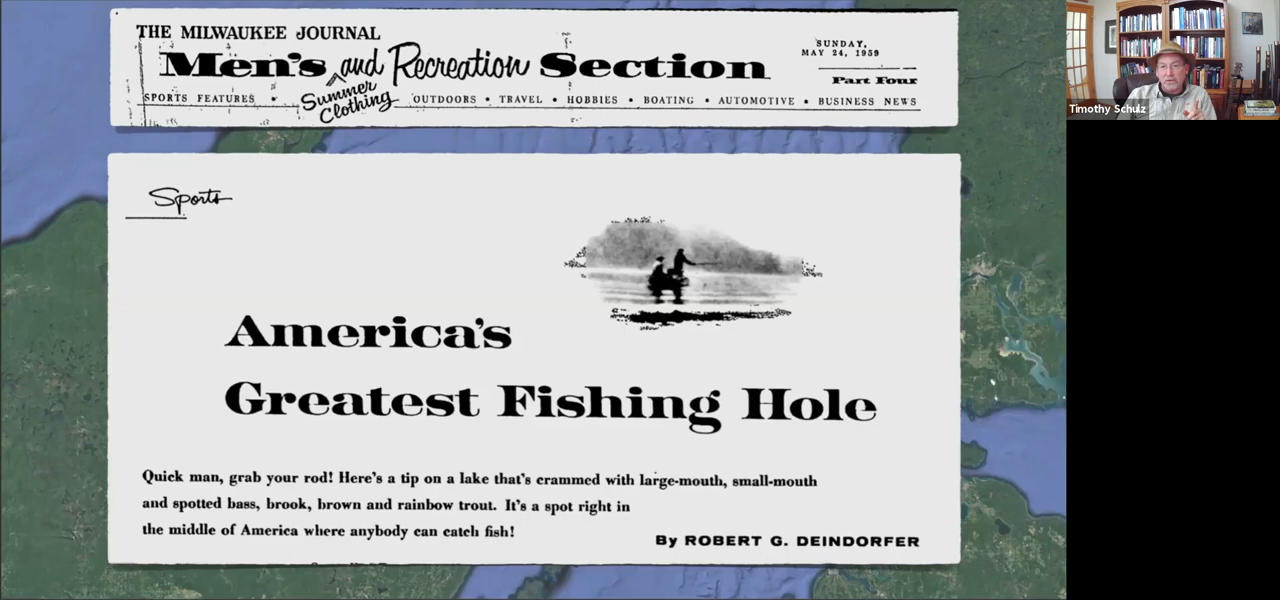 THE MILWAUKEE JOURNAL
Men's and Recreation Section
Summer Clothing
SUNDAY,
MAY 24, 1959
Part Four
SPORTS FEATURES • OUTDOORS • TRAVEL • HOBBIES • BOATING • AUTOMOTIVE • BUSINESS NEWS
Timothy Schulz
Sports
America's
Greatest Fishing Hole
Quick man, grab your rod! Here's a tip on a lake that's crammed with large-mouth, small-mouth
and spotted bass, brook, brown and rainbow trout. It's a spot right in
the middle of America where anybody can catch fish!
By ROBERT G. DEINDORFER